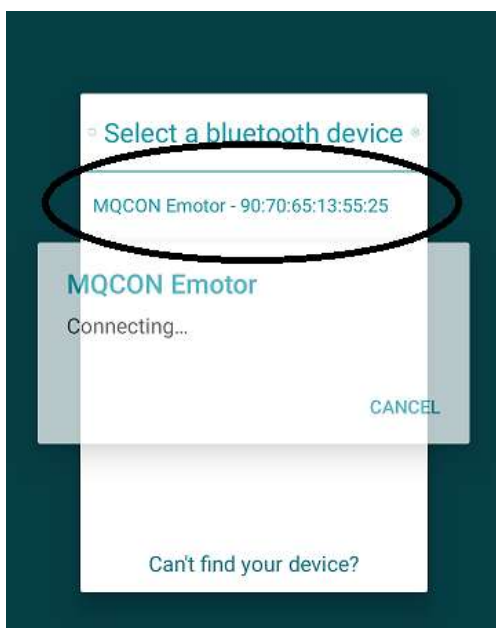 Select a bluetooth device
MQCON Emotor - 90:70:65:13:55:25
MQCON Emotor
Connecting...
CANCEL
Can't find your device?